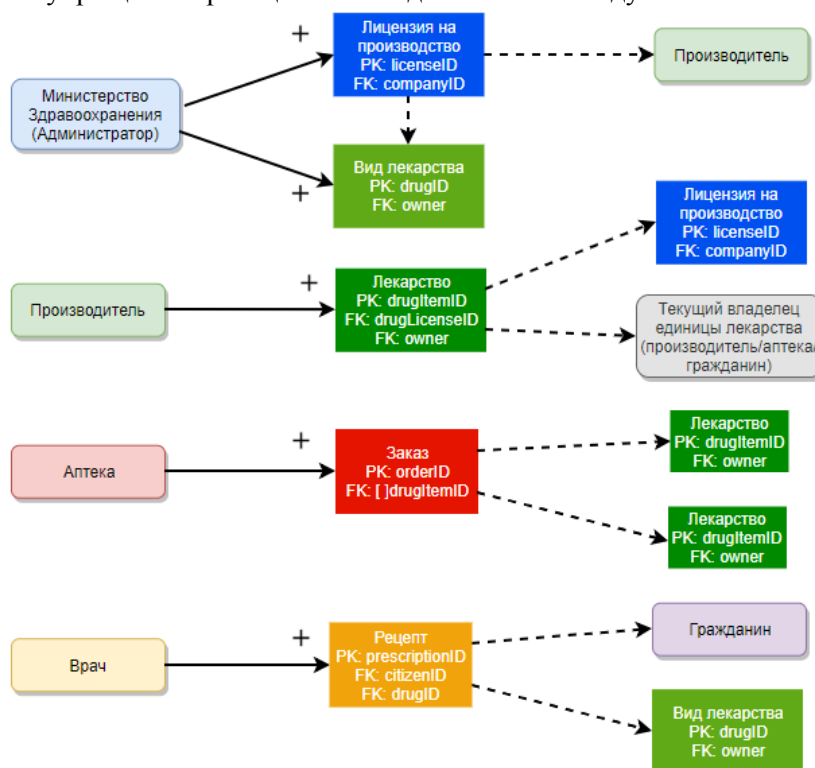 Лицензия на
производство
PK: licenseID
FK: companyID
Производитель
Министерство
Здравоохранения
(Администратор)
+
+
Вид лекарства
PK: drugID
FK: owner
Лицензия на
производство
PK: licenseID
FK: companyID
Производитель
+
Лекарство
PK: drugItemID
FK: drugLicenseID
FK: owner
Текущий владелец
единицы лекарства
(производитель/аптека/
гражданин)
Аптека
+
Заказ
PK: orderID
FK: [ ]drugItemID
Лекарство
PK: drugItemID
FK: owner
Лекарство
PK: drugItemID
FK: owner
Врач
+
Рецепт
PK: prescriptionID
FK: citizenID
FK: drugID
Гражданин
Вид лекарства
PK: drugID
FK: owner